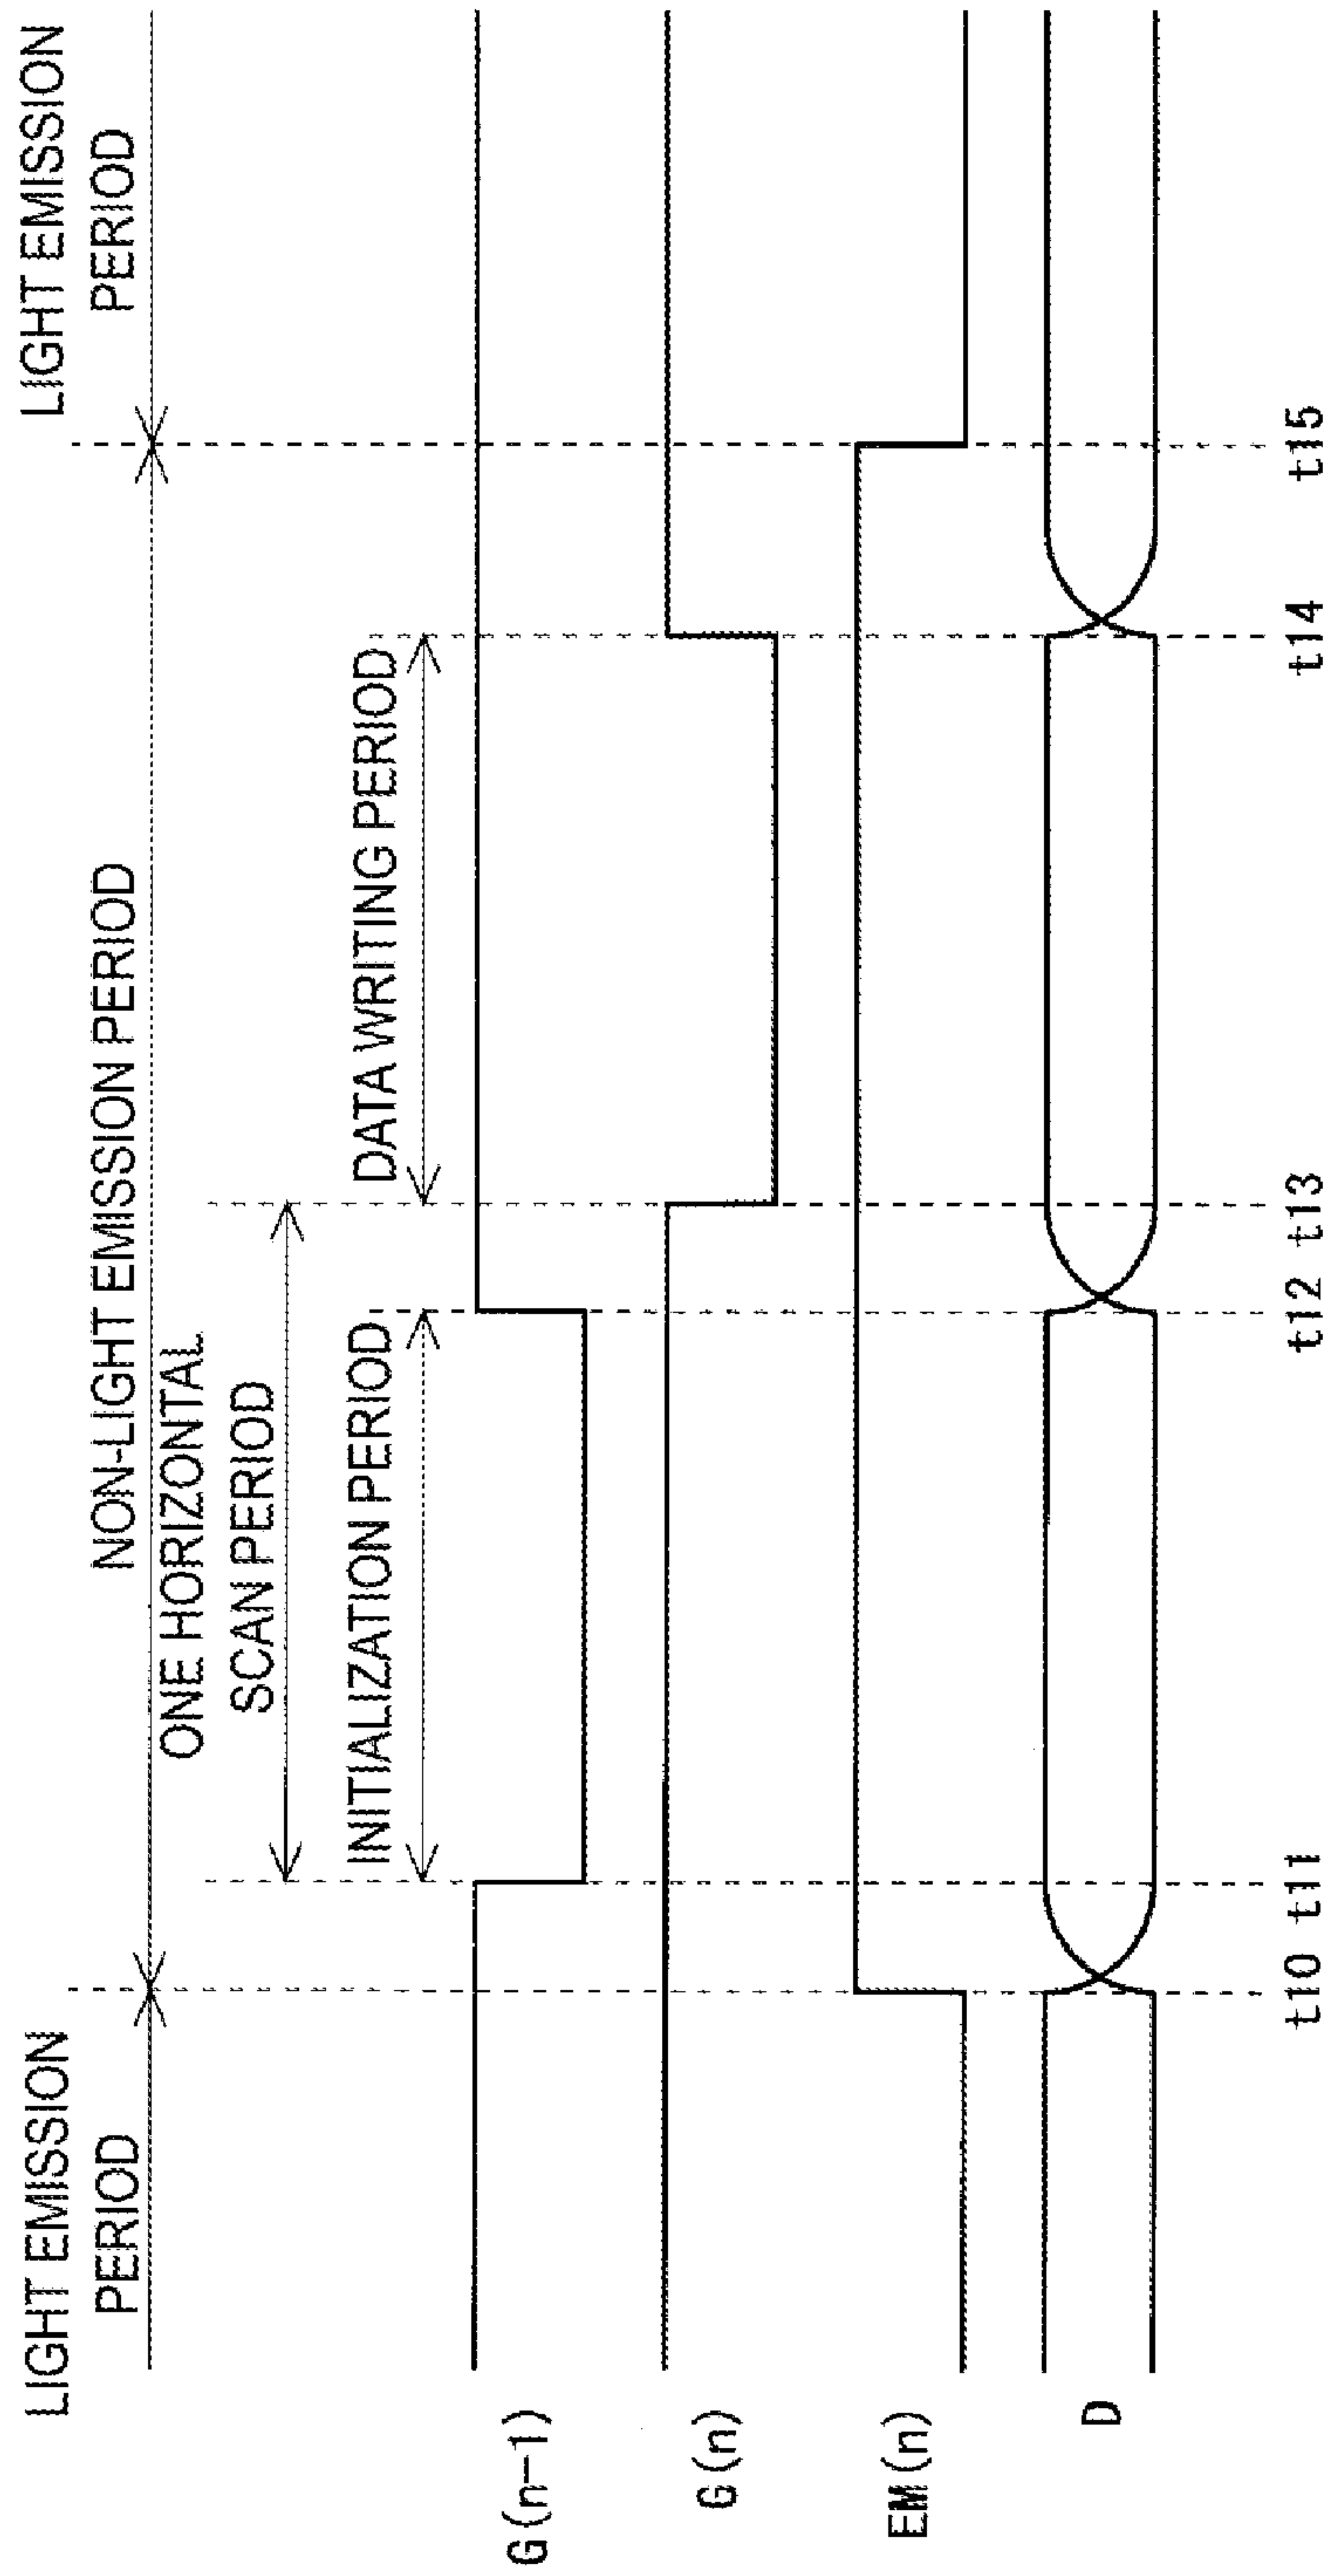 LIGHT EMISSION
PERIOD
NON-LIGHT EMISSION PERIOD
LIGHT EMISSION
PERIOD
ONE HORIZONTAL
SCAN PERIOD
INITIALIZATION PERIOD
DATA WRITING PERIOD
G(n-1)
G(n)
EM(n)
D
t10 t11 t12 t13 t14 t15